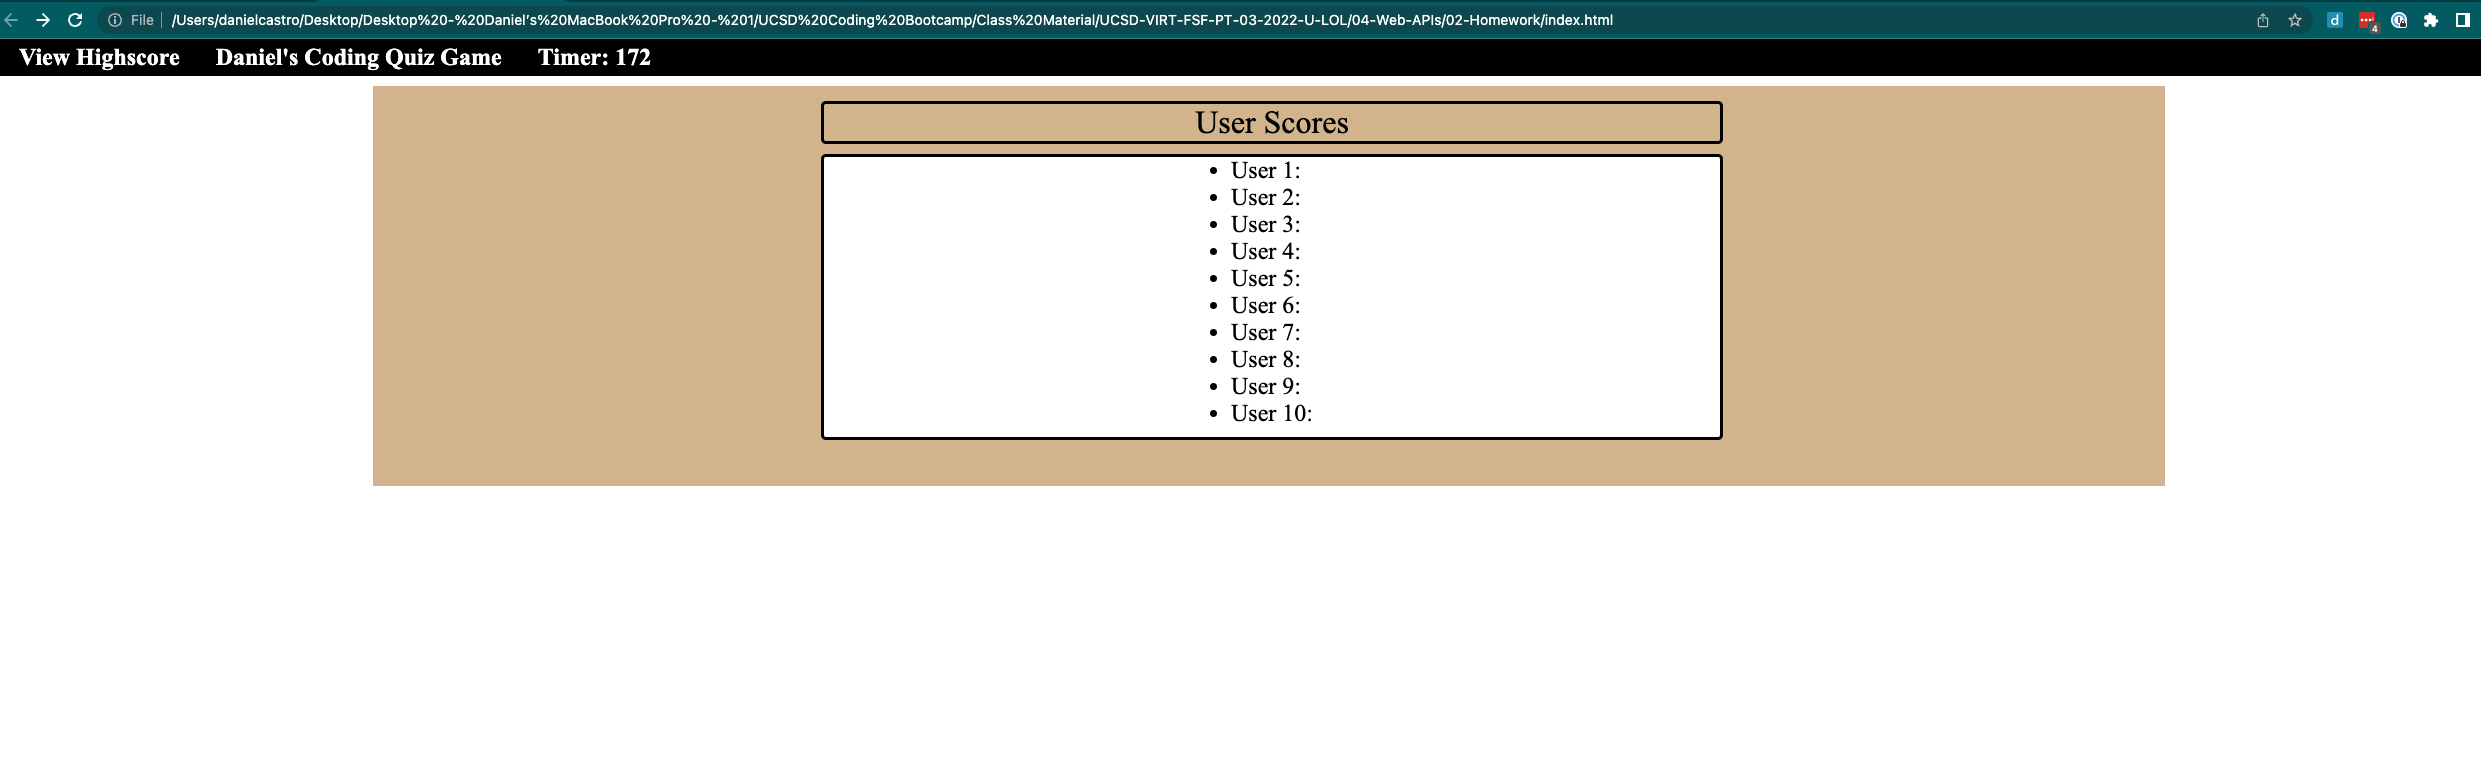 File /Users/danielcastro/Desktop/Desktop%20-%20Daniel's%20MacBook%20Pro%20-%201/UCSD%20Coding%20Bootcamp/Class%20Material/UCSD-VIRT-FSF-PT-03-2022-U-LOL/04-Web-APIs/02-Homework/index.html d 4
View Highscore Daniel's Coding Quiz Game Timer: 172
User Scores
• User 1:
• User 2:
• User 3:
• User 4:
• User 5:
• User 6:
• User 7:
• User 8:
• User 9:
• User 10: